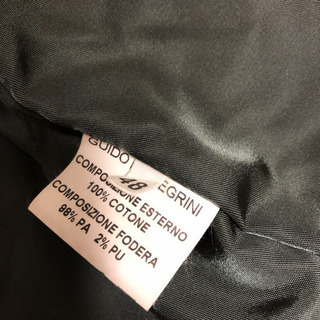 GUIDO EGRINI
48
COMPOSIZIONE ESTERNO
100% COTONE
COMPOSIZIONE FODERA
98% PA 2% PU